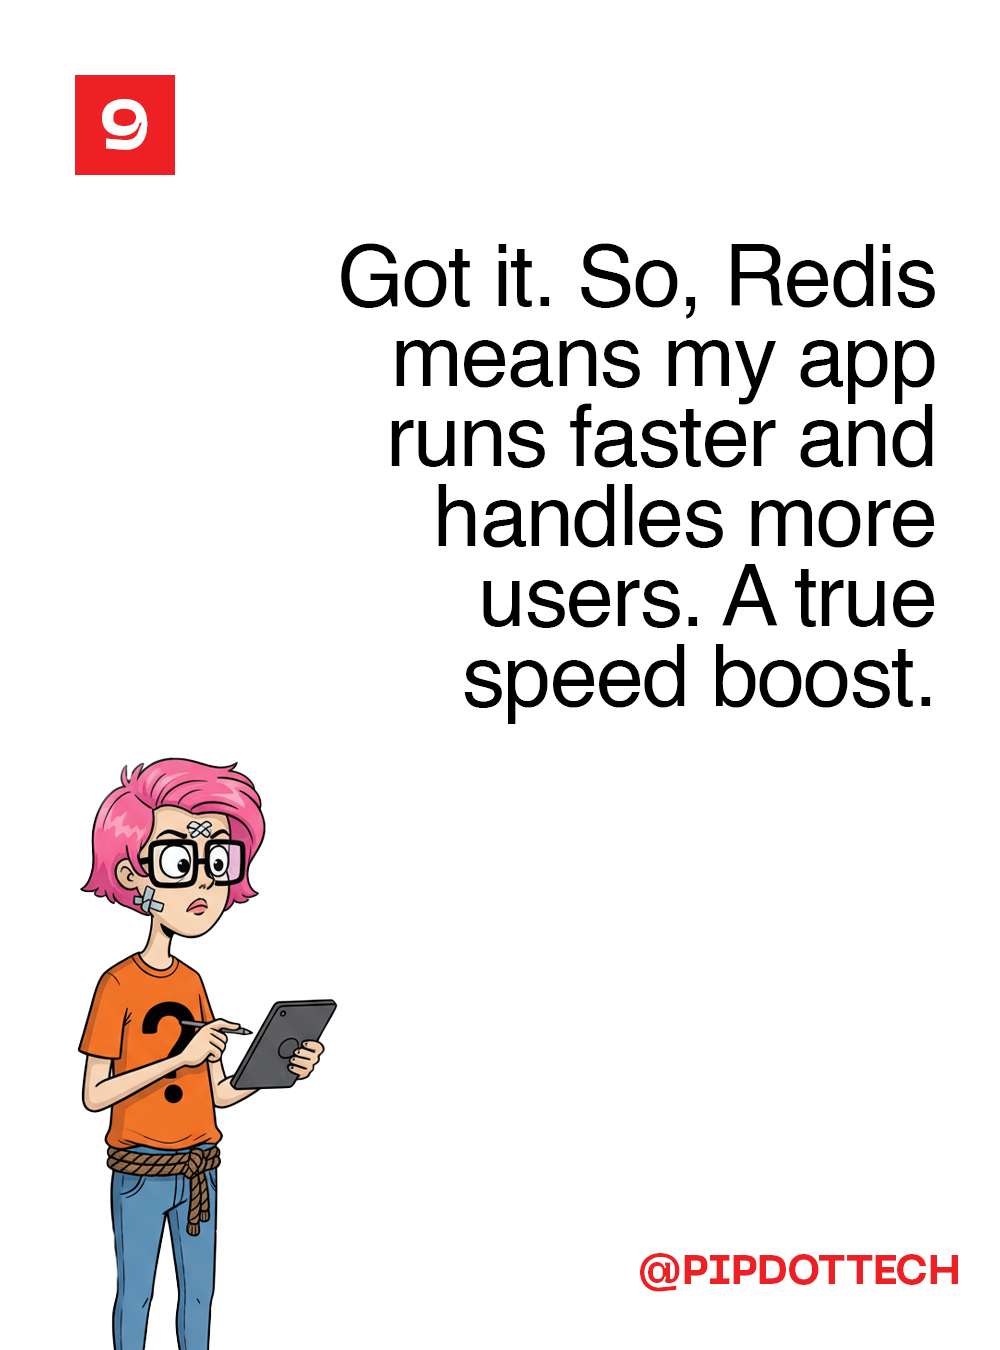 9
Got it. So, Redis
means my app
runs faster and
handles more
users. A true
speed boost.
?
@PIPDOTTECH